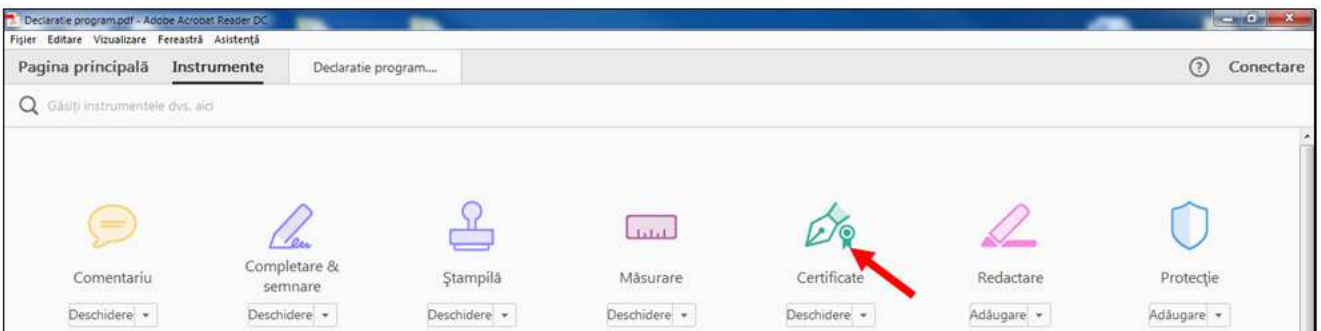 Declaratie program.pdf - Adobe Acrobat Reader DC
Fișier Editare Vizualizare Fereastră Asistență
Pagina principală Instrumente Declaratie program.... ? Conectare
Găsiți instrumentele dvs. aici
Comentariu Completare & semnare Ștampilă Măsurare Certificate Redactare Protecție
Deschidere Deschidere Deschidere Deschidere Deschidere Adăugare Adăugare